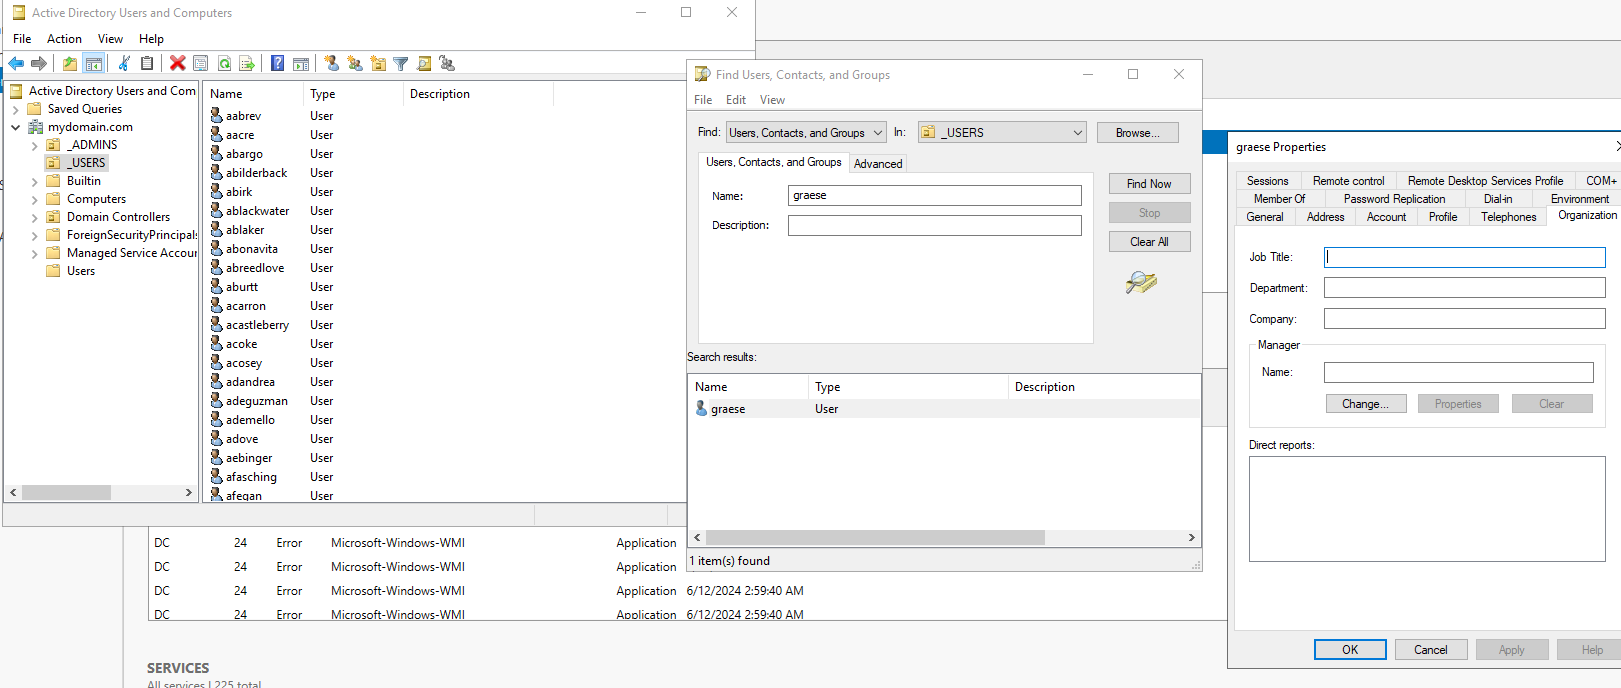 Active Directory Users and Computers
File Action View Help
Active Directory Users and Com
Saved Queries
mydomain.com
_ADMINS
_USERS
Builtin
Computers
Domain Controllers
ForeignSecurityPrincipals
Managed Service Accour
Users
Name Type Description
aabrev User
aacre User
abargo User
abilderback User
abirk User
ablackwater User
ablaker User
abonavita User
abreedlove User
aburtt User
acarron User
acastleberry User
acoke User
acosey User
adandrea User
adeguzman User
ademello User
adove User
aebinger User
afasching User
afegan User
Find Users, Contacts, and Groups
File Edit View
Find: Users, Contacts, and Groups In: _USERS Browse...
Users, Contacts, and Groups Advanced
Name: graese
Description:
Find Now
Stop
Clear All
Search results:
Name Type Description
graese User
1 item(s) found
graese Properties
Sessions Remote control Remote Desktop Services Profile COM+
Member Of Password Replication Dial-in Environment
General Address Account Profile Telephones Organization
Job Title:
Department:
Company:
Manager
Name:
Change... Properties Clear
Direct reports:
OK Cancel Apply Help
DC 24 Error Microsoft-Windows-WMI Application
DC 24 Error Microsoft-Windows-WMI Application
DC 24 Error Microsoft-Windows-WMI Application 6/12/2024 2:59:40 AM
DC 24 Error Microsoft-Windows-WMI Application 6/12/2024 2:59:40 AM
SERVICES
All services | 225 total